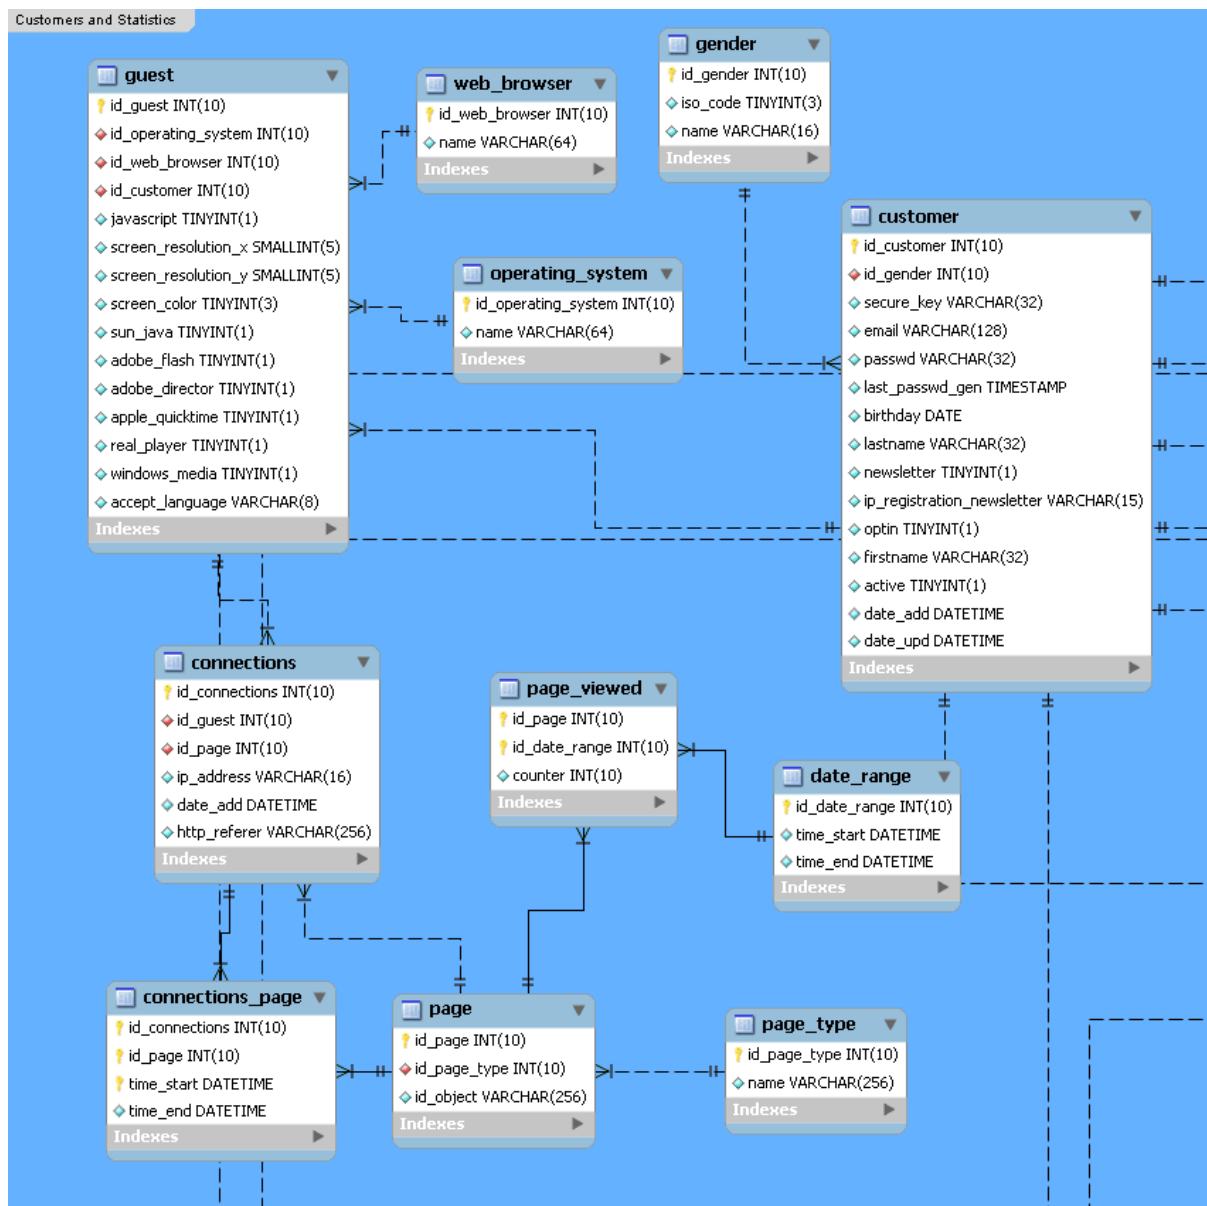 Customers and Statistics
guest
id_guest INT(10)
id_operating_system INT(10)
id_web_browser INT(10)
id_customer INT(10)
javascript TINYINT(1)
screen_resolution_x SMALLINT(5)
screen_resolution_y SMALLINT(5)
screen_color TINYINT(3)
sun_java TINYINT(1)
adobe_flash TINYINT(1)
adobe_director TINYINT(1)
apple_quicktime TINYINT(1)
real_player TINYINT(1)
windows_media TINYINT(1)
accept_language VARCHAR(8)
Indexes
web_browser
id_web_browser INT(10)
name VARCHAR(64)
Indexes
gender
id_gender INT(10)
iso_code TINYINT(3)
name VARCHAR(16)
Indexes
operating_system
id_operating_system INT(10)
name VARCHAR(64)
Indexes
customer
id_customer INT(10)
id_gender INT(10)
secure_key VARCHAR(32)
email VARCHAR(128)
passwd VARCHAR(32)
last_passwd_gen TIMESTAMP
birthday DATE
lastname VARCHAR(32)
newsletter TINYINT(1)
ip_registration_newsletter VARCHAR(15)
optin TINYINT(1)
firstname VARCHAR(32)
active TINYINT(1)
date_add DATETIME
date_upd DATETIME
Indexes
connections
id_connections INT(10)
id_guest INT(10)
id_page INT(10)
ip_address VARCHAR(16)
date_add DATETIME
http_referer VARCHAR(256)
Indexes
page_viewed
id_page INT(10)
id_date_range INT(10)
counter INT(10)
Indexes
date_range
id_date_range INT(10)
time_start DATETIME
time_end DATETIME
Indexes
connections_page
id_connections INT(10)
id_page INT(10)
time_start DATETIME
time_end DATETIME
Indexes
page
id_page INT(10)
id_page_type INT(10)
id_object VARCHAR(256)
Indexes
page_type
id_page_type INT(10)
name VARCHAR(256)
Indexes